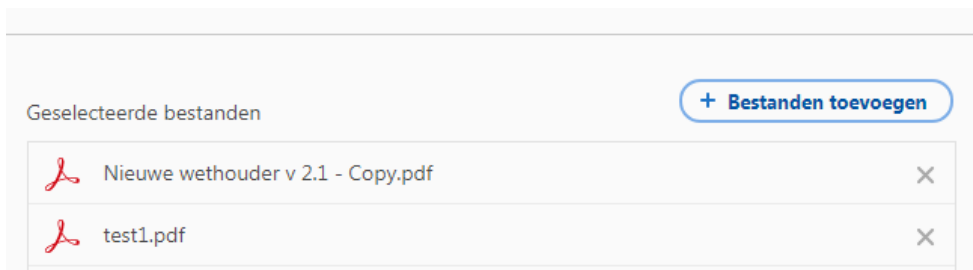 Geselecteerde bestanden
+ Bestanden toevoegen
Nieuwe wethouder v 2.1 - Copy.pdf
test1.pdf